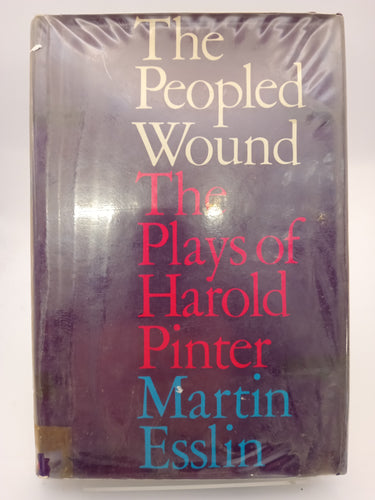 The
Peopled
Wound
The
Plays of
Harold
Pinter
Martin
Esslin